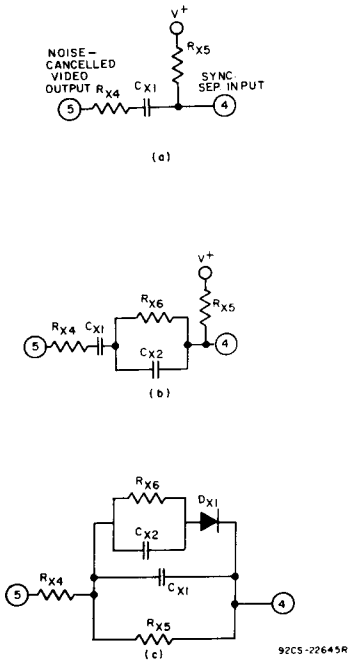 V+
RX5
NOISE-
CANCELLED
VIDEO
OUTPUT RX4 CX1
SYNC
SEP. INPUT
5
4
(a)
V+
RX6
RX5
RX4 CX1
5
CX2
4
(b)
RX6
DX1
CX2
RX4
5
CX1
4
RX5
(c)
92CS-22645R